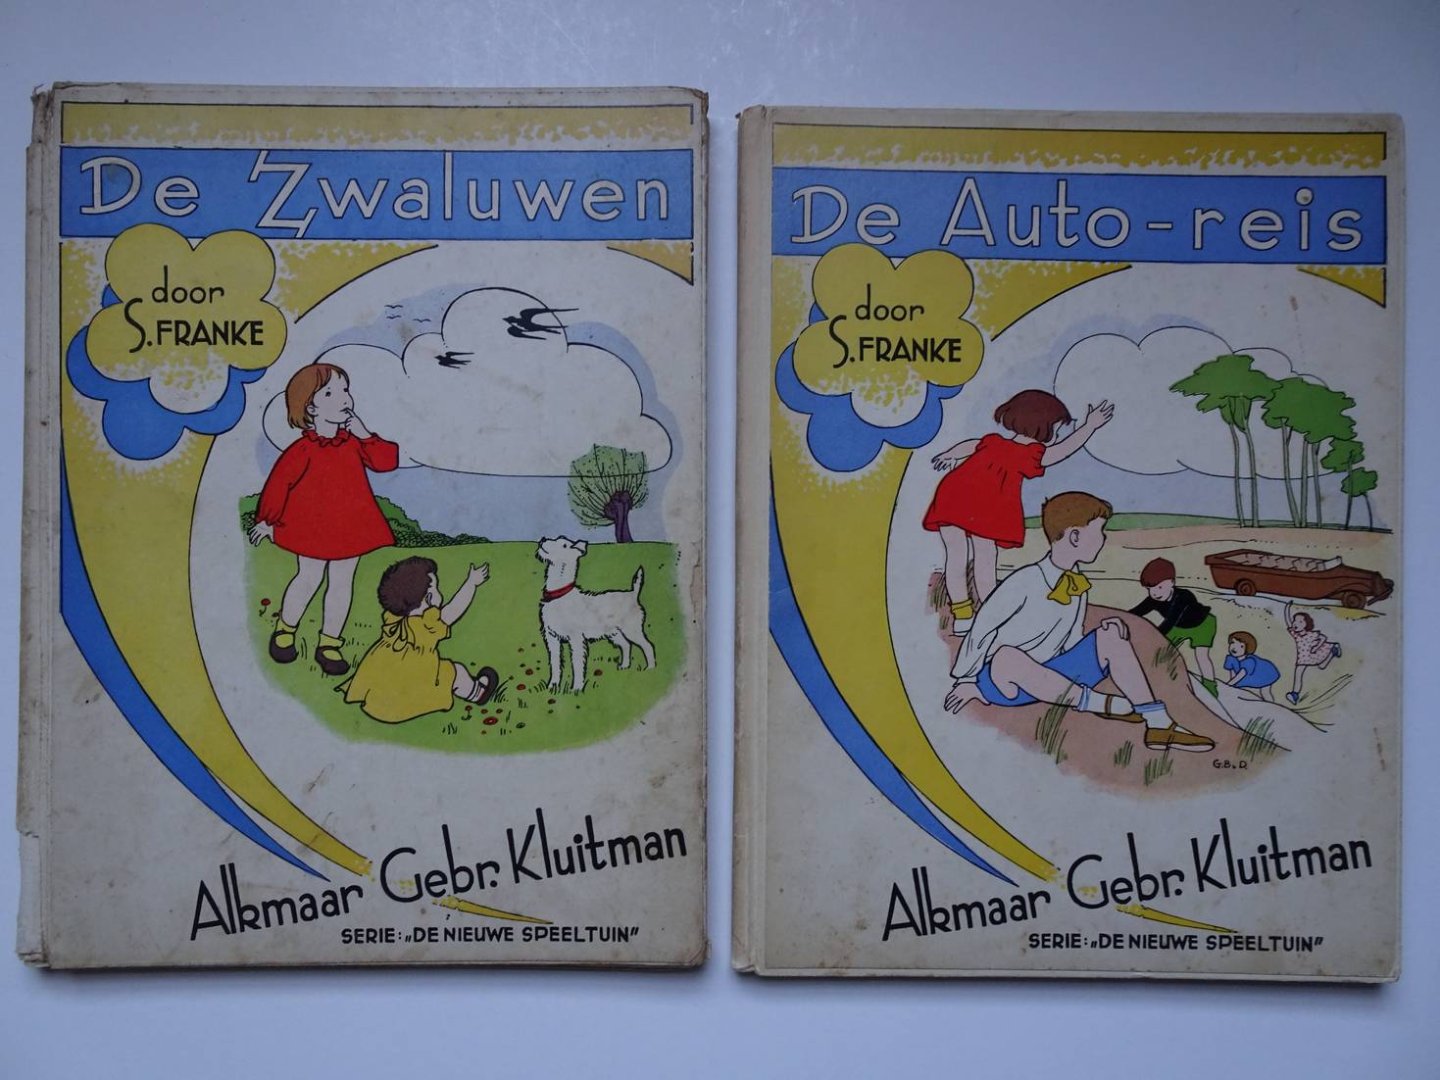 De Zwaluwen
door
S. FRANKE
Alkmaar Gebr. Kluitman
SERIE: „DE NIEUWE SPEELTUIN”
De Auto-reis
door
S. FRANKE
G.B.v.D.
Alkmaar Gebr. Kluitman
SERIE: „DE NIEUWE SPEELTUIN”